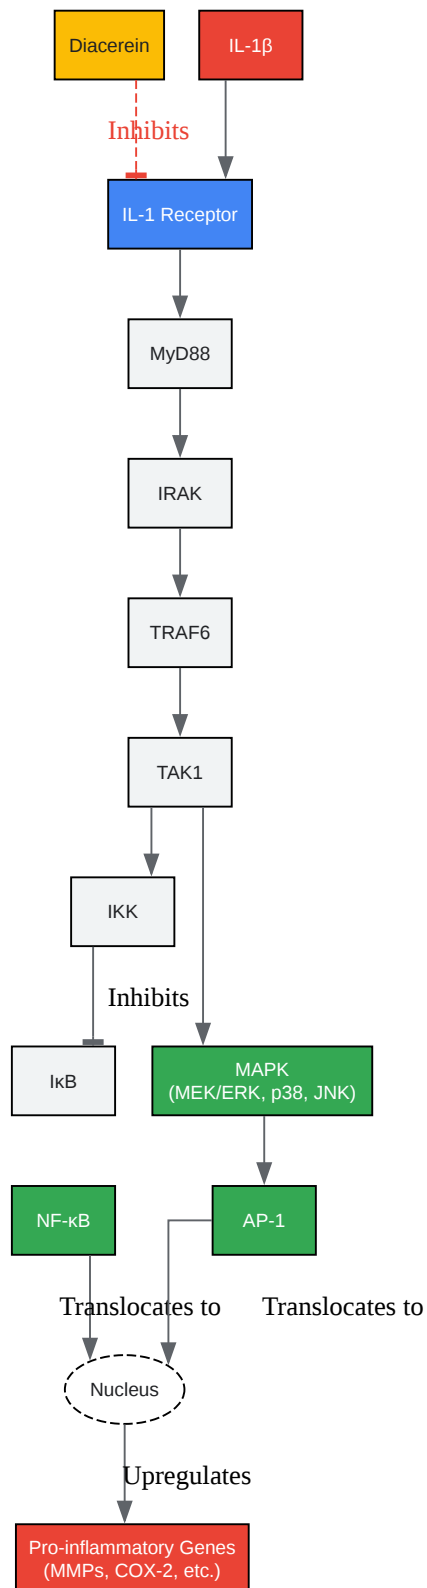 Diacerein
IL-1β
Inhibits
IL-1 Receptor
MyD88
IRAK
TRAF6
TAK1
IKK
Inhibits
IκB
MAPK
(MEK/ERK, p38, JNK)
NF-κB
AP-1
Translocates to
Translocates to
Nucleus
Upregulates
Pro-inflammatory Genes
(MMPs, COX-2, etc.)